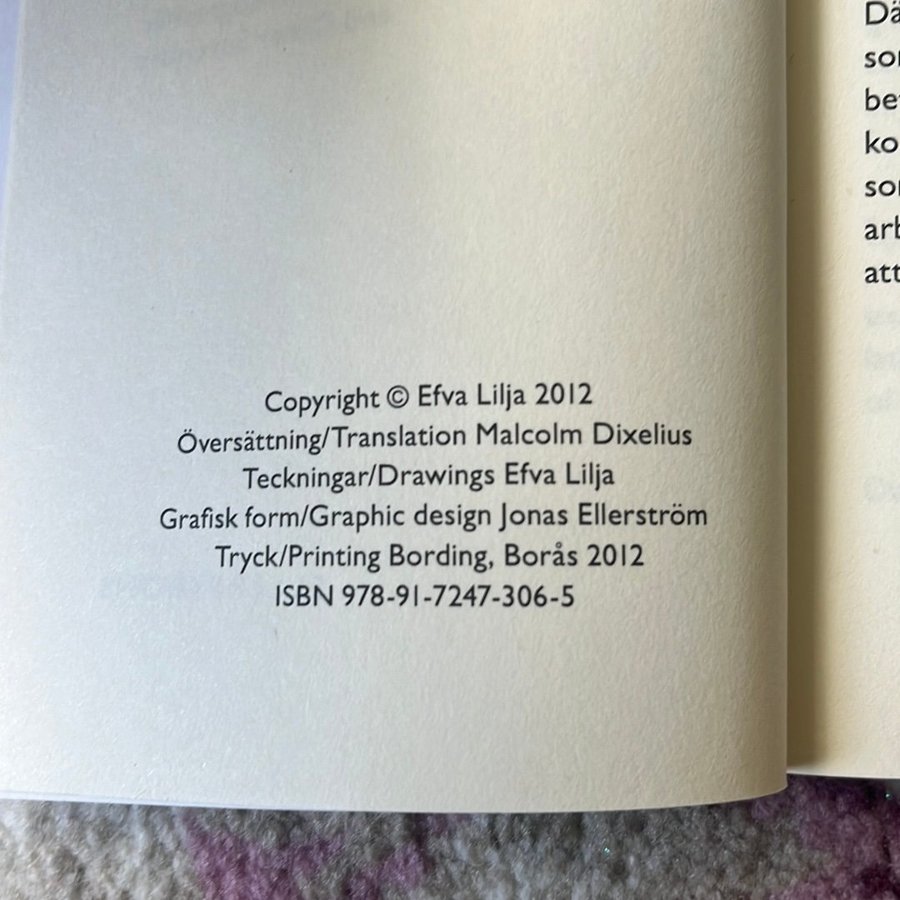 Copyright © Efva Lilja 2012
Översättning/Translation Malcolm Dixelius
Teckningar/Drawings Efva Lilja
Grafisk form/Graphic design Jonas Ellerström
Tryck/Printing Bording, Borås 2012
ISBN 978-91-7247-306-5
att